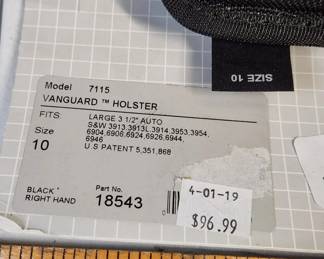 SIZE 10
Model 7115
VANGUARD ™ HOLSTER
FITS: LARGE 3 1/2" AUTO
S&W 3913,3913L,3914,3953,3954,
6904,6906,6924,6926,6944,
6946
Size 10
U.S PATENT 5,351,868
BLACK
RIGHT HAND
Part No.
18543
4-01-19
$96.99